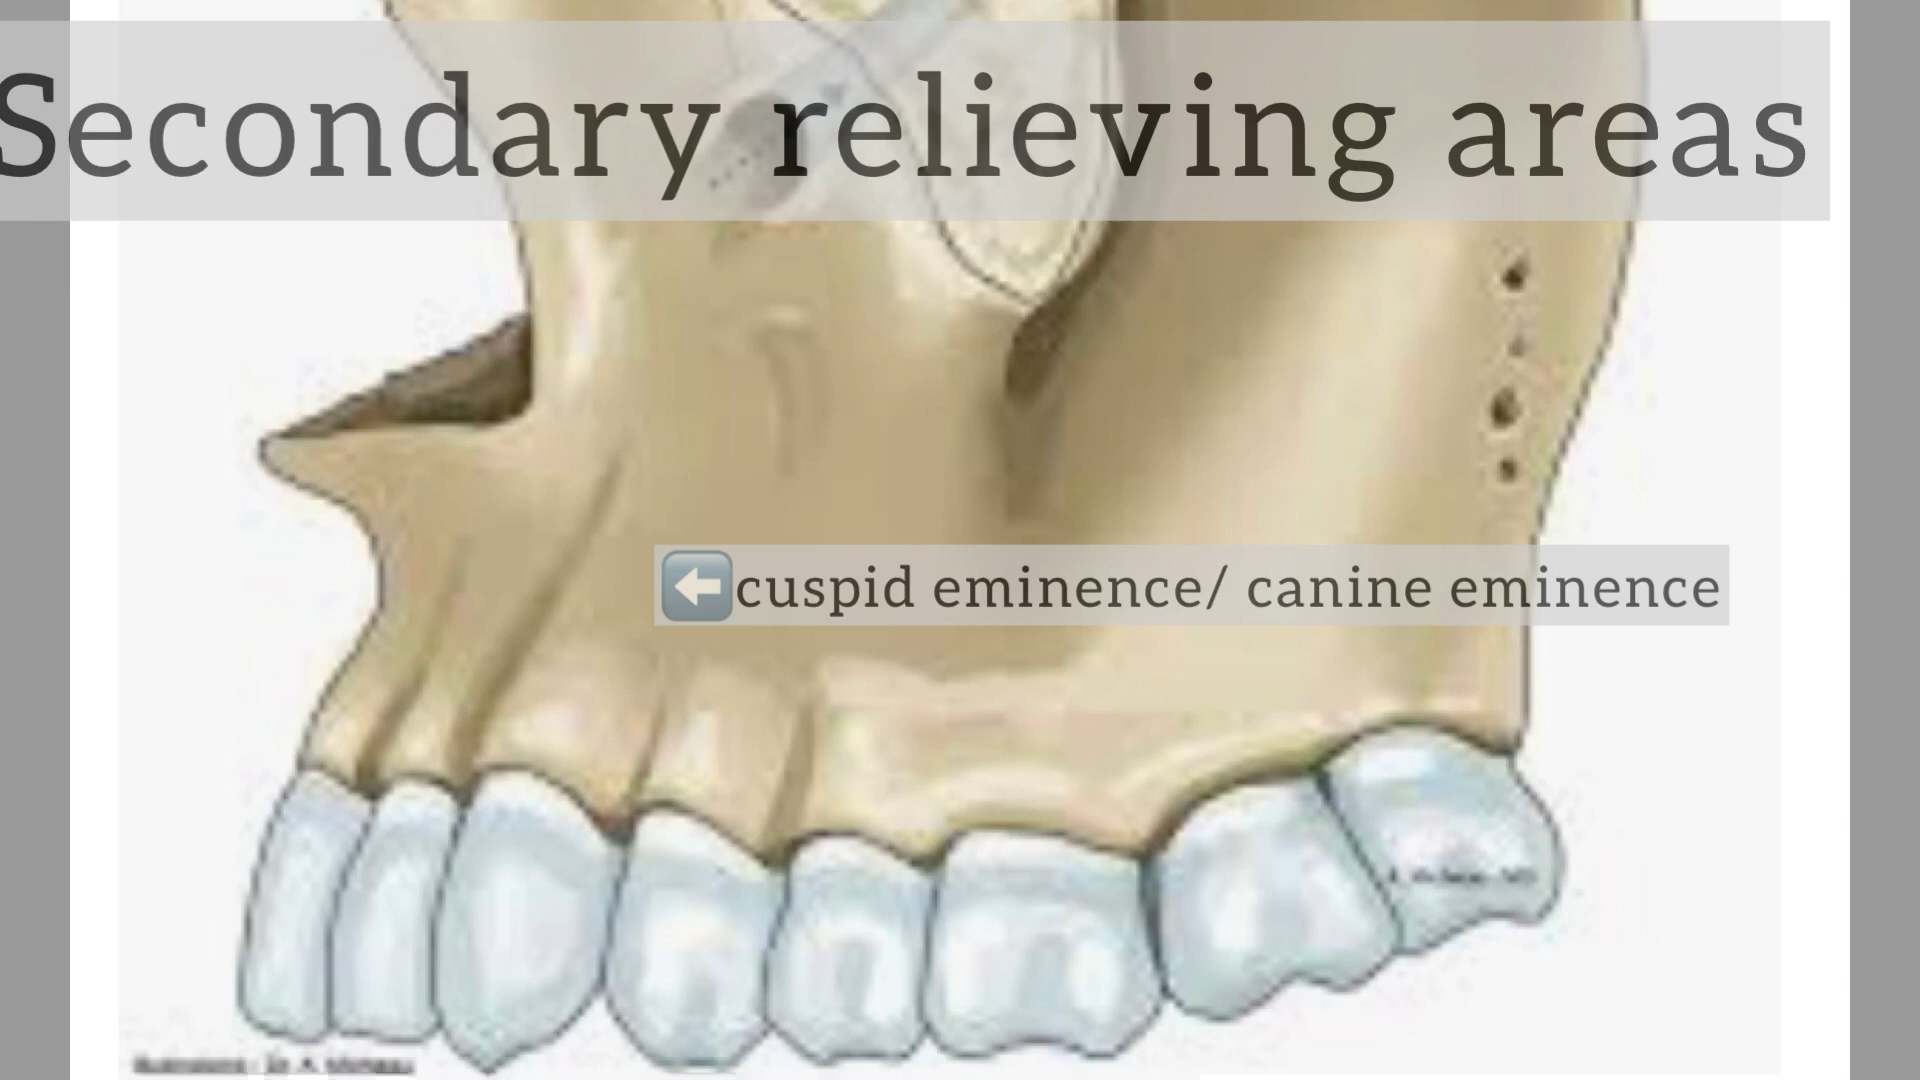 Secondary relieving areas
⬅cuspid eminence/ canine eminence